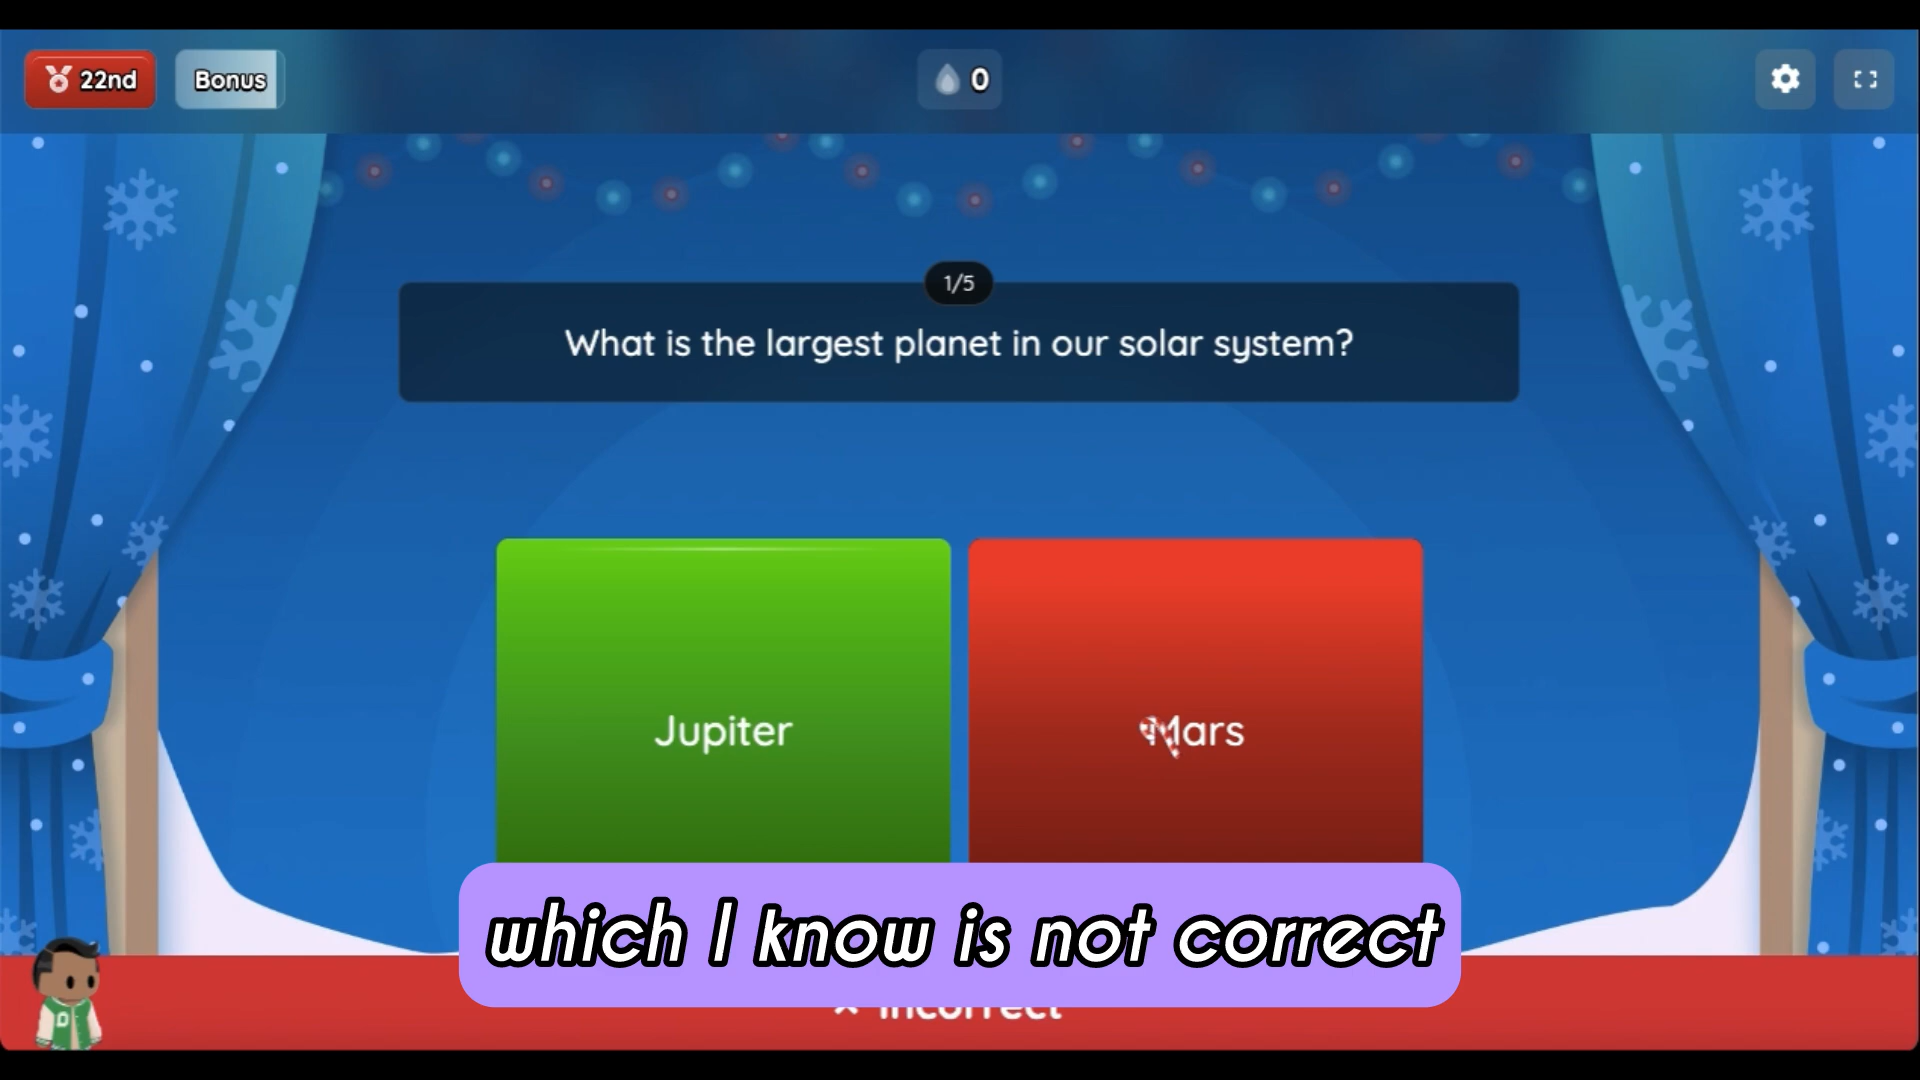 22nd
Bonus
0
1/5
What is the largest planet in our solar system?
Jupiter
Mars
which I know is not correct
Incorrect
D